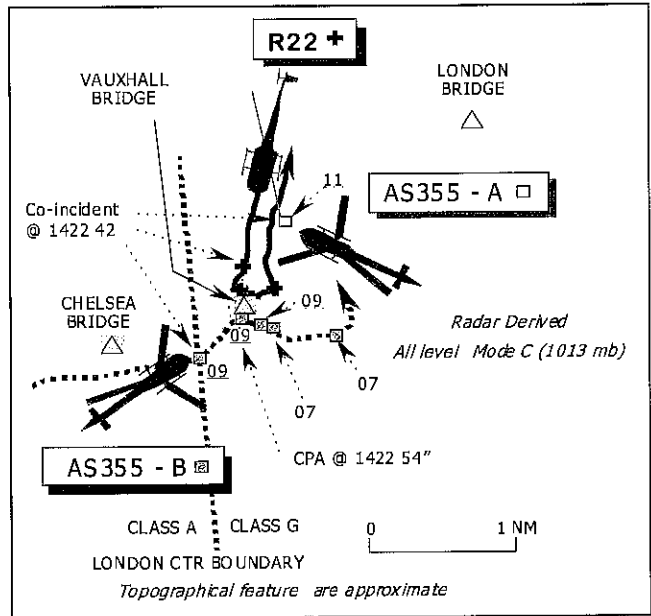 R22 +
VAUXHALL
BRIDGE
LONDON
BRIDGE
11
AS355 - A
Co-incident
@ 1422 42
CHELSEA
BRIDGE
09
09
09
07
07
Radar Derived
All level Mode C (1013 mb)
CPA @ 1422 54"
AS355 - B
CLASS A
CLASS G
0
1 NM
LONDON CTR BOUNDARY
Topographical feature are approximate